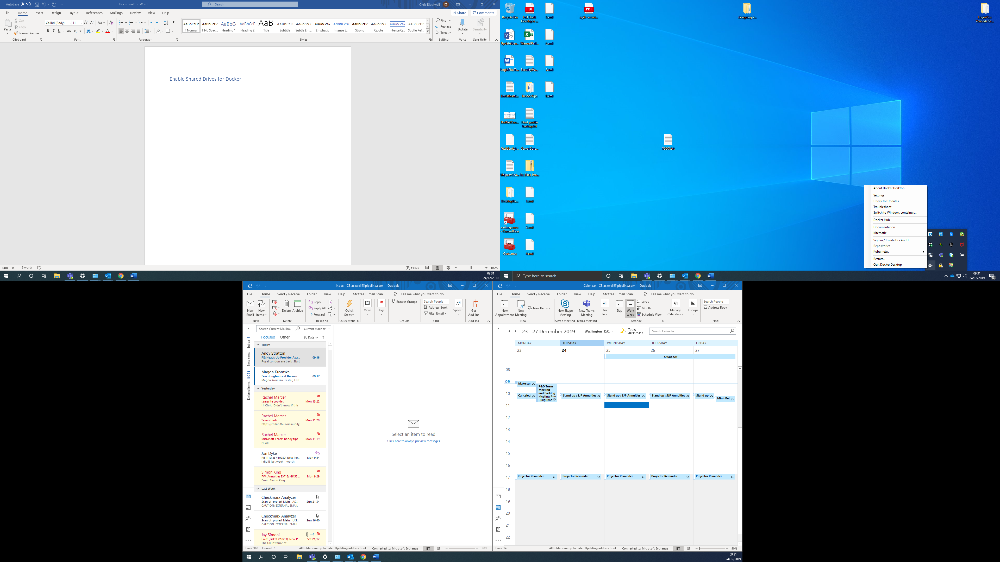 AutoSave Off
Document1 - Word
Search
Chris Blackwell CB
File Home Insert Design Layout References Mailings Review View Help
Share Comments
Paste
Cut
Copy
Format Painter
Clipboard
Calibri (Body) 11
Font
Paragraph
AaBbCcDc AaBbCcDc AaBbCc AaBbCcD AaB AaBbCcD AaBbCcDc AaBbCcDc AaBbCcDc AaBbCcDc AaBbCcDc AaBbCcDc AABBCCDC
¶ Normal ¶ No Spac... Heading 1 Heading 2 Title Subtitle Subtle Em... Emphasis Intense E... Strong Quote Intense Q... Subtle Ref...
Styles
Find
Replace
Select
Editing
Dictate
Voice
Sensitivity
Sensitivity
Enable Shared Drives for Docker
Page 1 of 1 5 words
Focus
100%
09:31
24/12/2019
Recycle Bin
Full Stack Developer ...
5.xml
agile-securi...
designing-r...
LoginPlus Vericode Se...
UpdateIden...
ManualPerf...
6.xml
LoginPlusTe...
SecurityHa...
7.xml
ListOfInstal...
DevSecOps
8.xml
DotNetCon...
Host profile backup.txt
TestIdenityt...
ServerCore...
TODO.txt
UnipassCoo...
Ex_Files_Pro...
DesktopBa...
1.xml
certmgr.msc - CurrentUser
2.xml
Certs.msc
4.xml
About Docker Desktop
Settings
Check for Updates
Troubleshoot
Switch to Windows containers...
Docker Hub
Documentation
Kitematic
Sign in / Create Docker ID...
Repositories
Kubernetes
Restart...
Quit Docker Desktop
Type here to search
09:31
24/12/2019
13
Inbox - CBlackwell@ipipeline.com - Outlook
File Home Send / Receive Folder View Help McAfee E-mail Scan Tell me what you want to do
New Email
New Items
New
Delete Archive
Delete
Reply
Reply All
Forward
Respond
Quick Steps
Quick Steps
Move
Tags
Browse Groups
Groups
Search People
Address Book
Filter Email
Find
Speech
Get Add-ins
Add-ins
Inbox 3
Sent Items
Deleted Items 16051
Search Current Mailbox
Current Mailbox
Focused Other
By Date
Today
Andy Stratton
RE: Heads Up Provider Ava... 09:18
Royal London are back Start
Magda Kromska
Few doughnuts at the usu... 09:17
Magda Kromska Tester, Test
Yesterday
Rachel Marcer
samesite cookies Mon 15:22
Hi Chris Didn't know if this
Rachel Marcer
Teams hints Mon 11:20
https://collab365.community/
Rachel Marcer
Microsoft Teams handy tips Mon 11:19
Hi All
Jon Dyke
RE: [Ticket #10280] New Per... Mon 9:54
I did it last week – worth
Simon King
FW: Annuities EXT & KB453... Mon 9:29
From: Simon King
Last Week
Checkmarx Analyzer
Scan of project Main - AS... Sun 21:34
CAUTION: EXTERNAL EMAIL
Checkmarx Analyzer
Scan of project Main - UIS... Sun 16:40
CAUTION: EXTERNAL EMAIL
Jay Simoni
Fwd: [Ticket #10280] New P... Sat 21/12
The UK instance of
Select an item to read
Click here to always preview messages
Items: 996 Unread: 3
All folders are up to date. Updating address book.
Connected to: Microsoft Exchange
90%
Calendar - CBlackwell@ipipeline.com - Outlook
File Home Send / Receive Folder View Help McAfee E-mail Scan Tell me what you want to do
New Appointment
New Meeting
New Items
New
New Skype Meeting
Skype Meeting
New Teams Meeting
Teams Meeting
Go To
Day
Work Week
Week
Month
Schedule View
Arrange
Manage Calendars
Groups
Search People
Address Book
Find
23 - 27 December 2019
Washington, D.C.
Today
48° F / 31° F
Search Calendar
MONDAY TUESDAY WEDNESDAY THURSDAY FRIDAY
23 24 25 26 27
Xmass Off
08
09
Make sure
R&D Team Meeting and Backlog
Meeting Roo
Craig Broa
10
Canceled:
Stand up : SJP Annuities
Stand up : SJP Annuities
Stand up : SJP Annuities
Stand up
Mini- Reb
11
12
13
14
15
16
17
Projector Reminder
Projector Reminder
Projector Reminder
Projector Reminder
Projector Reminder
18
19
20
21
22
Items: 14
All folders are up to date. Updating address book.
Connected to: Microsoft Exchange
90%
09:31
24/12/2019